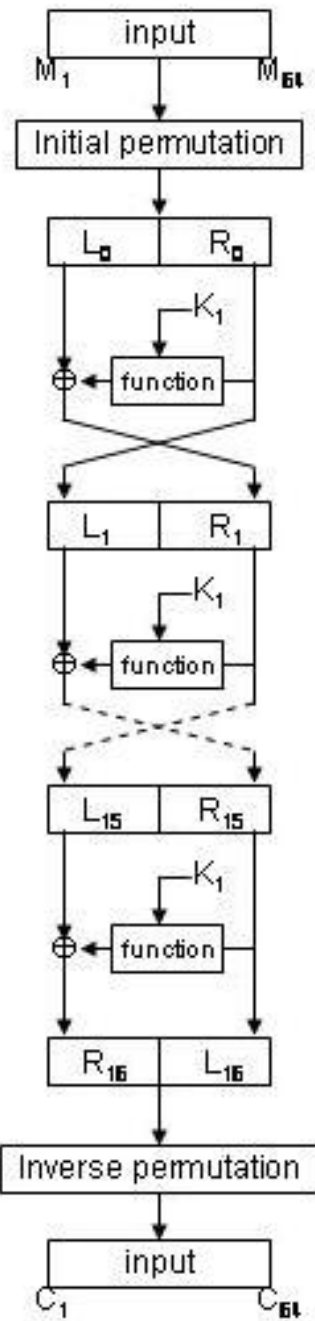 input
M1 M64
Initial permutation
L0 R0
K1
function
L1 R1
K1
function
L15 R15
K1
function
R16 L16
Inverse permutation
input
C1 C64